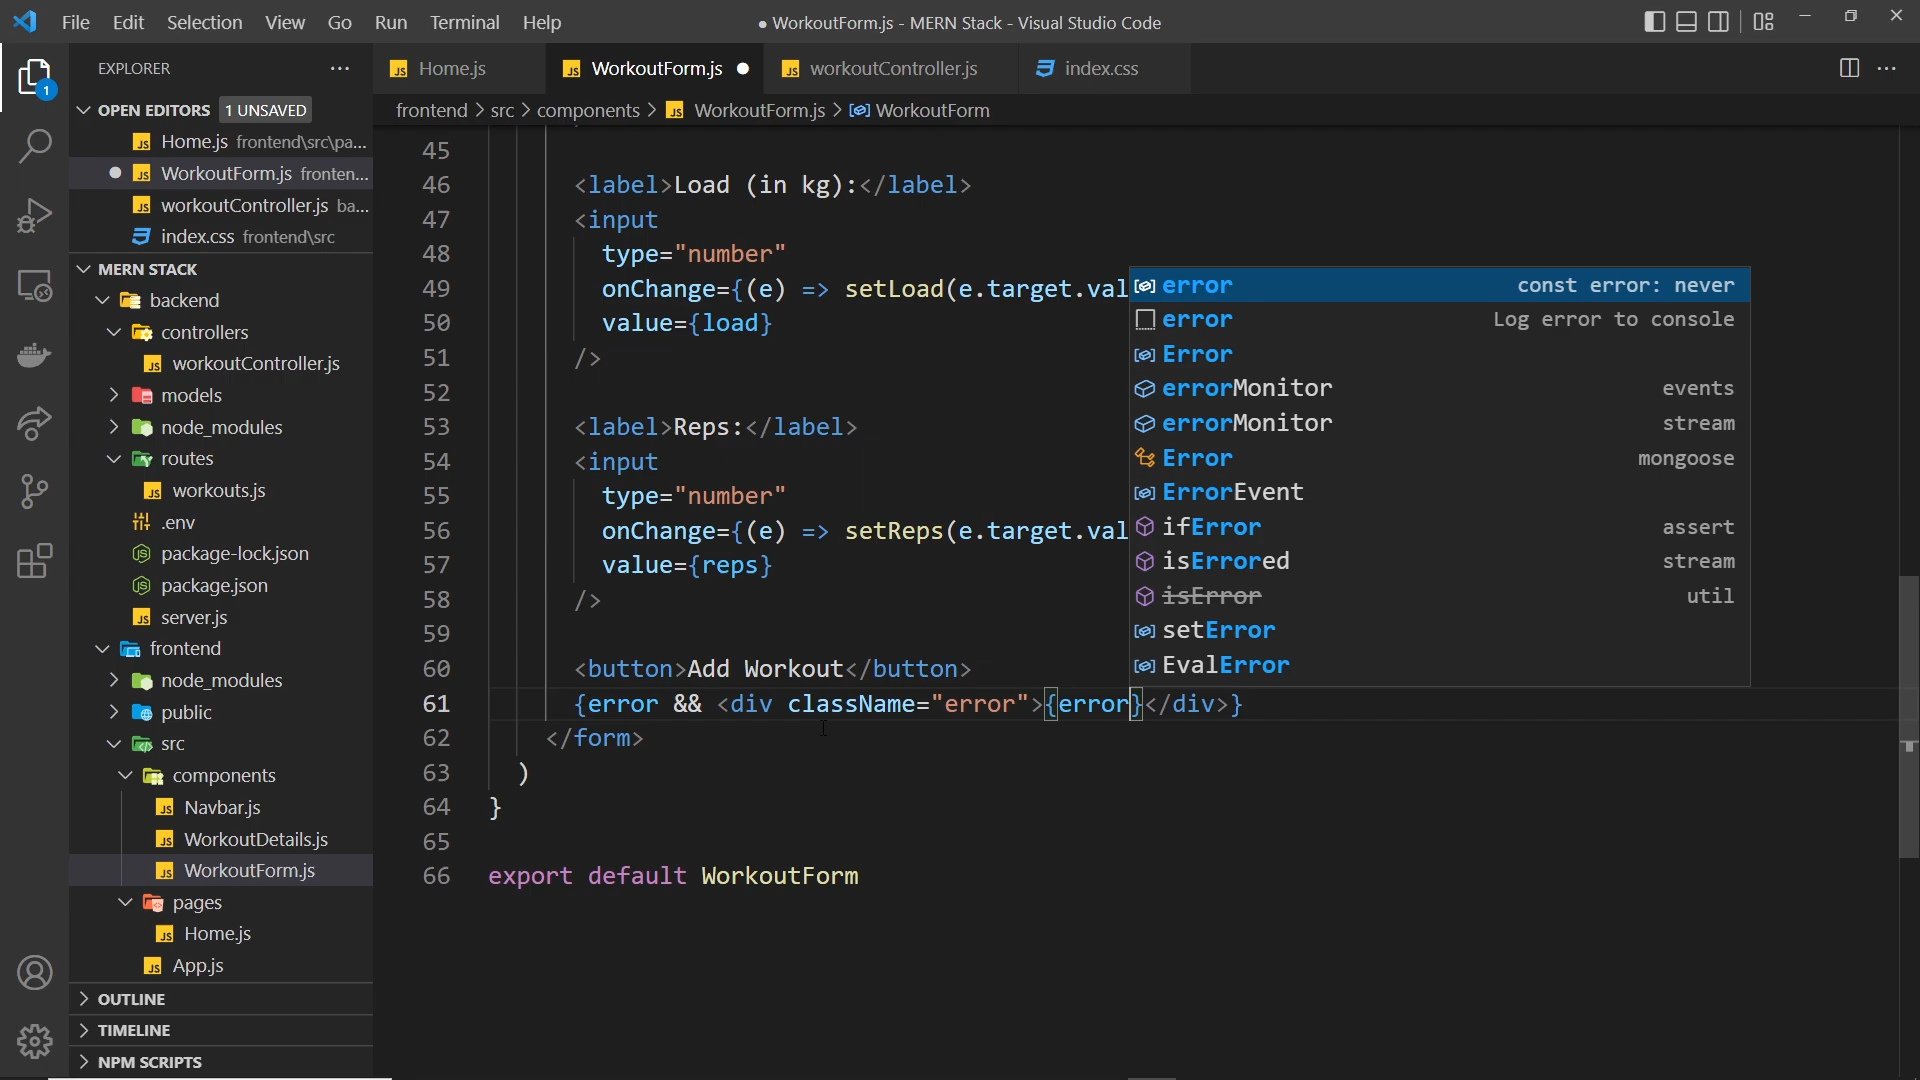 File Edit Selection View Go Run Terminal Help
● WorkoutForm.js - MERN Stack - Visual Studio Code
EXPLORER
OPEN EDITORS 1 UNSAVED
Home.js frontend\src\pa...
WorkoutForm.js fronten...
workoutController.js ba...
index.css frontend\src
MERN STACK
backend
controllers
workoutController.js
models
node_modules
routes
workouts.js
.env
package-lock.json
package.json
server.js
frontend
node_modules
public
src
components
Navbar.js
WorkoutDetails.js
WorkoutForm.js
pages
Home.js
App.js
OUTLINE
TIMELINE
NPM SCRIPTS
1
Home.js WorkoutForm.js ● workoutController.js index.css
frontend > src > components > WorkoutForm.js > WorkoutForm
45
46 <label>Load (in kg):</label>
47 <input
48 type="number"
49 onChange={(e) => setLoad(e.target.val
50 value={load}
51 />
52
53 <label>Reps:</label>
54 <input
55 type="number"
56 onChange={(e) => setReps(e.target.val
57 value={reps}
58 />
59
60 <button>Add Workout</button>
61 {error && <div className="error">{error}</div>}
62 </form>
63 )
64 }
65
66 export default WorkoutForm
error const error: never
error Log error to console
Error
errorMonitor events
errorMonitor stream
Error mongoose
ErrorEvent
ifError assert
isErrored stream
isError util
setError
EvalError